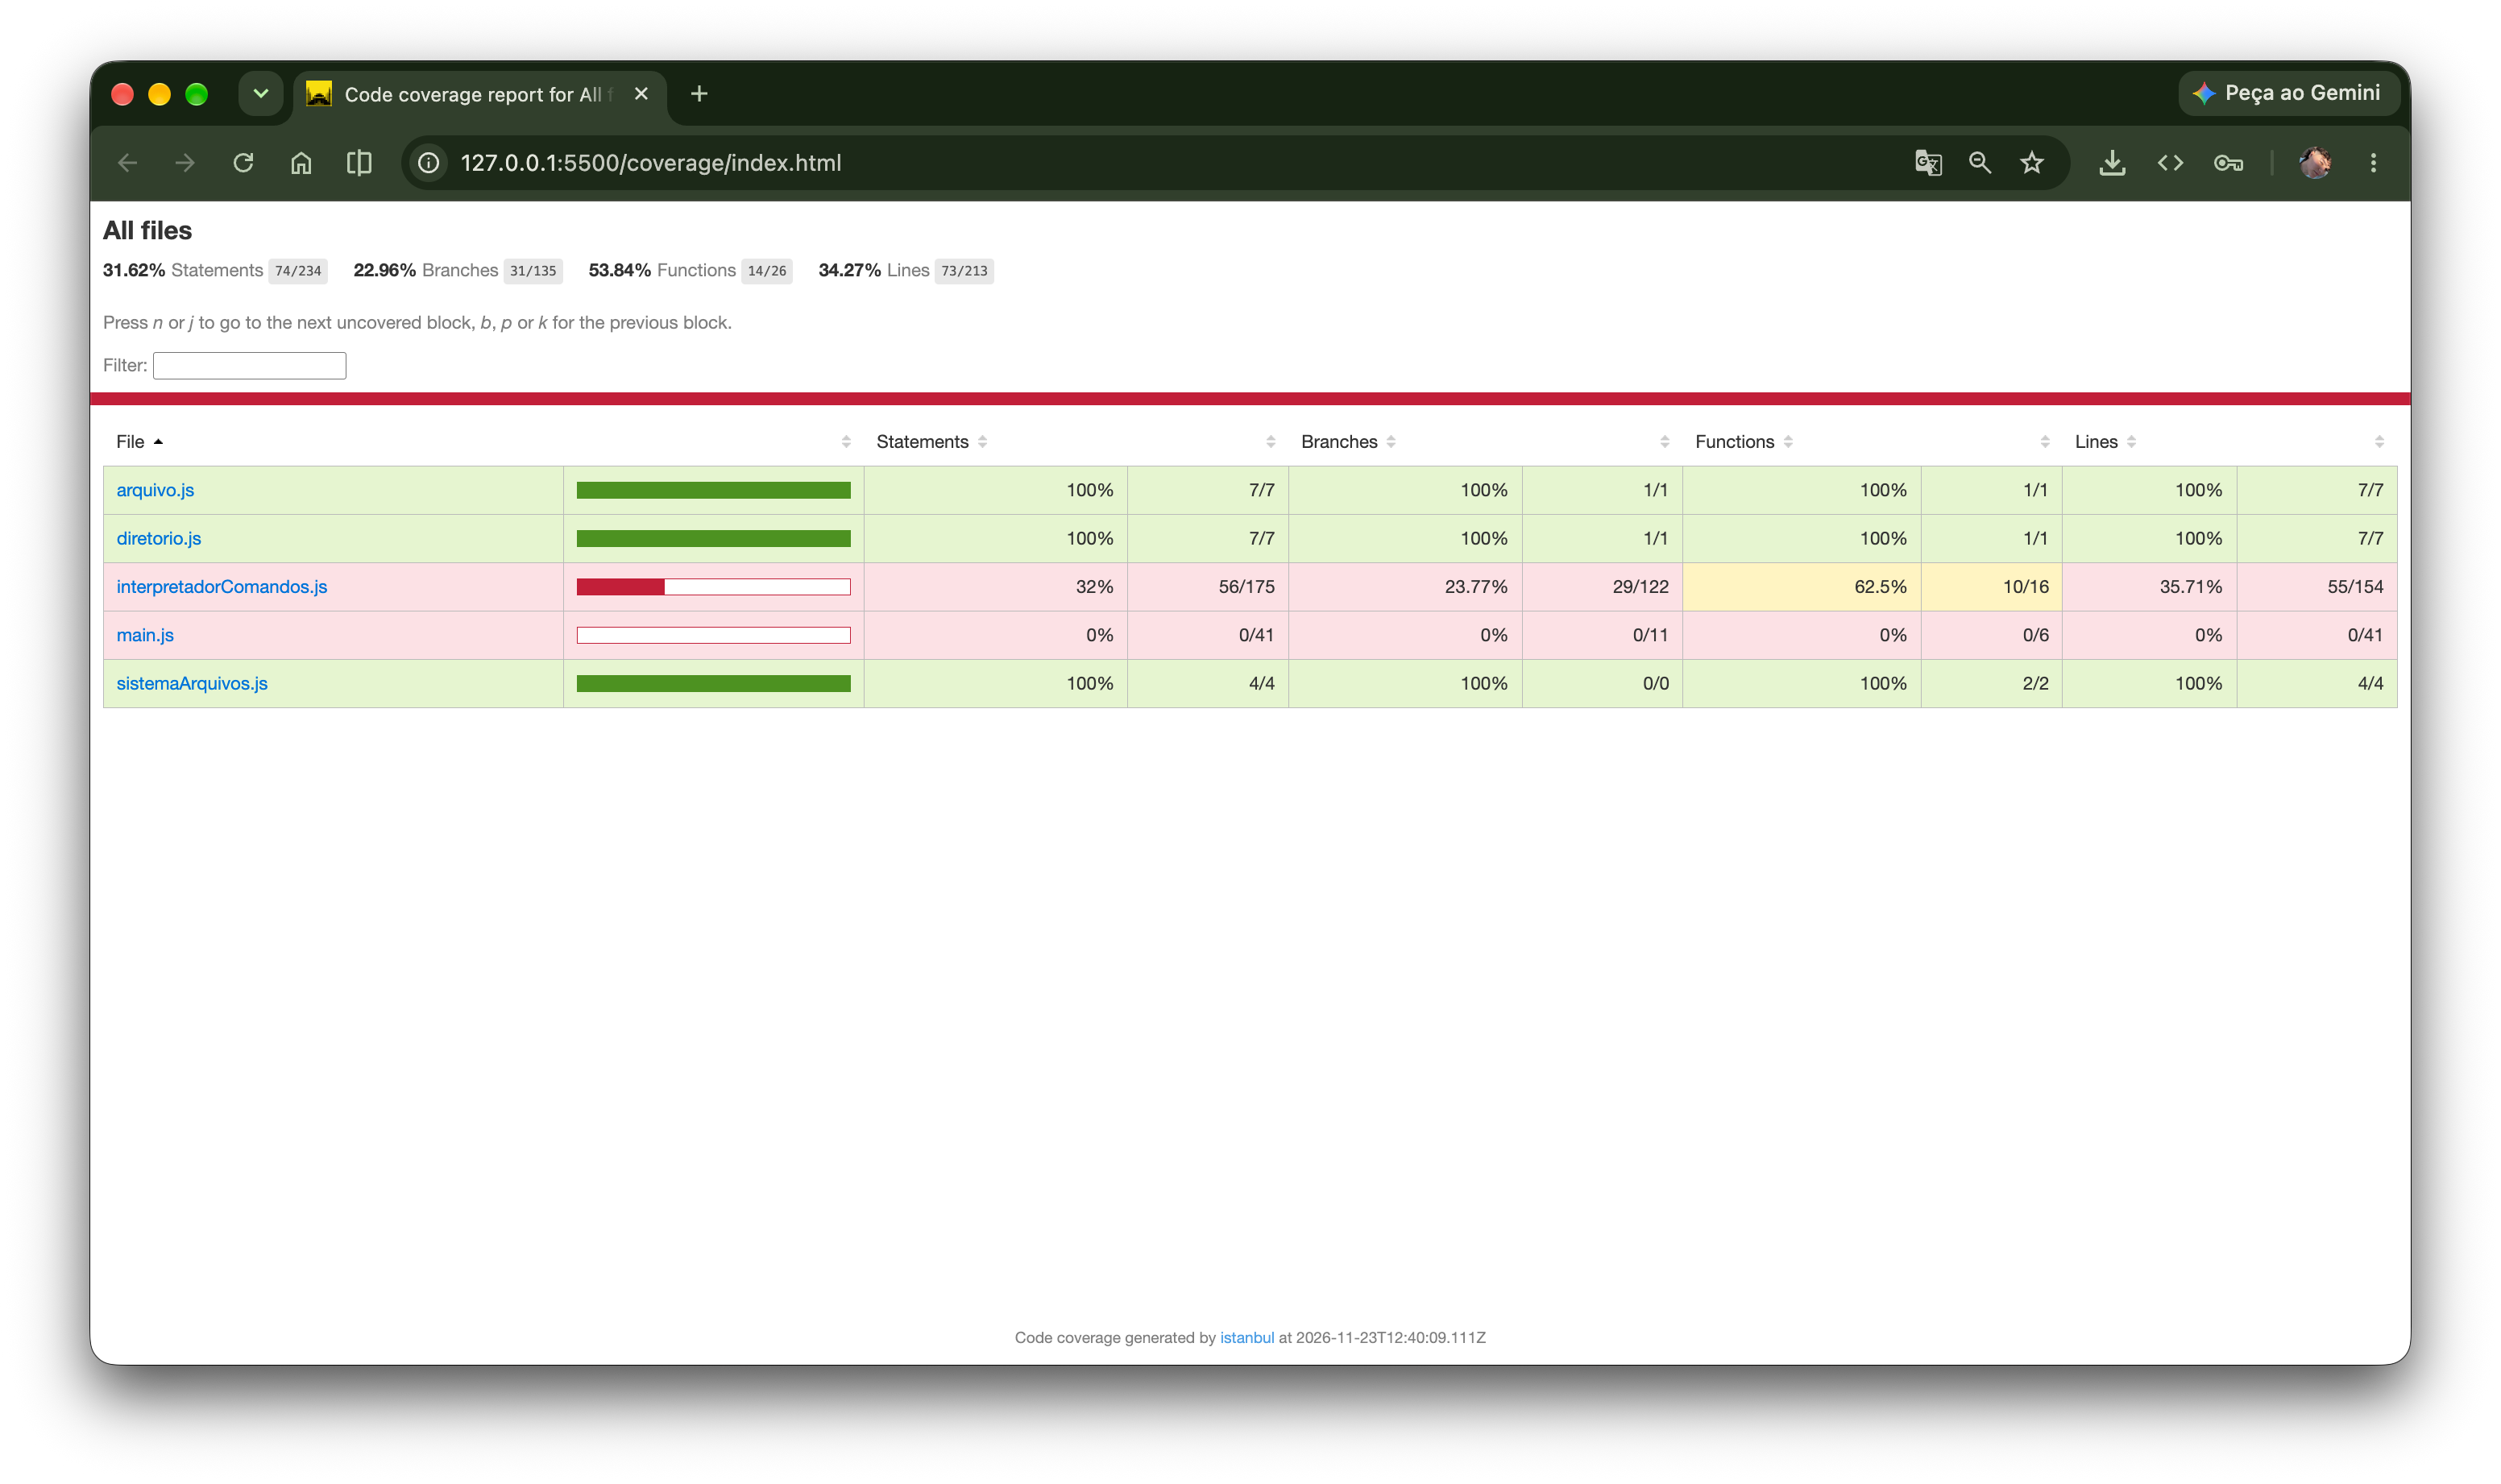 Code coverage report for All f
Peça ao Gemini
127.0.0.1:5500/coverage/index.html
All files
31.62% Statements 74/234 22.96% Branches 31/135 53.84% Functions 14/26 34.27% Lines 73/213
Press n or j to go to the next uncovered block, b, p or k for the previous block.
Filter:
File Statements Branches Functions Lines
arquivo.js 100% 7/7 100% 1/1 100% 1/1 100% 7/7
diretorio.js 100% 7/7 100% 1/1 100% 1/1 100% 7/7
interpretadorComandos.js 32% 56/175 23.77% 29/122 62.5% 10/16 35.71% 55/154
main.js 0% 0/41 0% 0/11 0% 0/6 0% 0/41
sistemaArquivos.js 100% 4/4 100% 0/0 100% 2/2 100% 4/4
Code coverage generated by istanbul at 2026-11-23T12:40:09.111Z